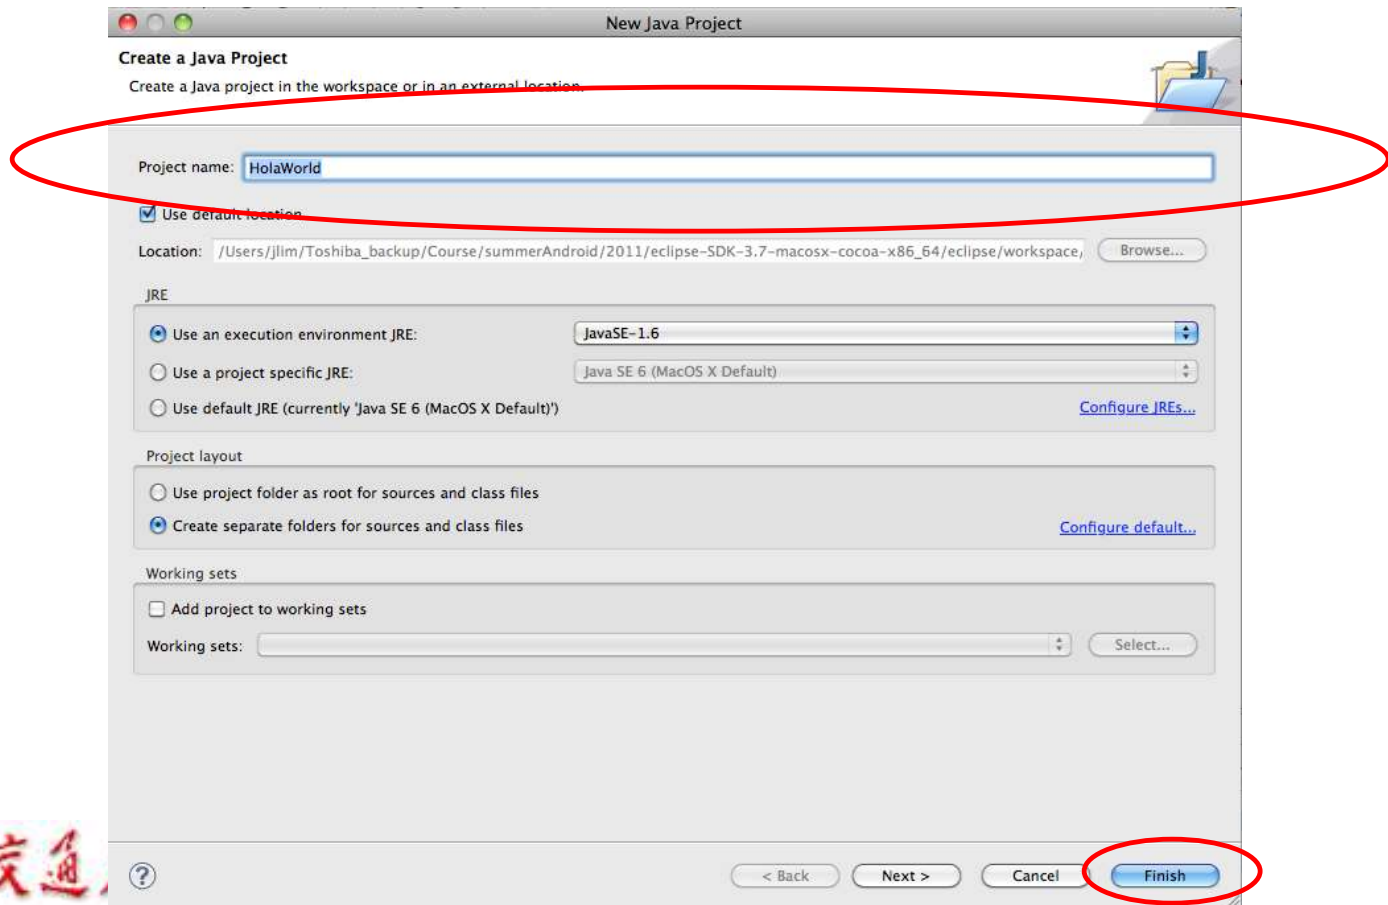 New Java Project
Create a Java Project
Create a Java project in the workspace or in an external location.
Project name: HolaWorld
Use default location
Location: /Users/jlim/Toshiba_backup/Course/summerAndroid/2011/eclipse-SDK-3.7-macosx-cocoa-x86_64/eclipse/workspace/ Browse...
JRE
Use an execution environment JRE: JavaSE-1.6
Use a project specific JRE: Java SE 6 (MacOS X Default)
Use default JRE (currently 'Java SE 6 (MacOS X Default)') Configure JREs...
Project layout
Use project folder as root for sources and class files
Create separate folders for sources and class files Configure default...
Working sets
Add project to working sets
Working sets: Select...
交通
? < Back Next > Cancel Finish